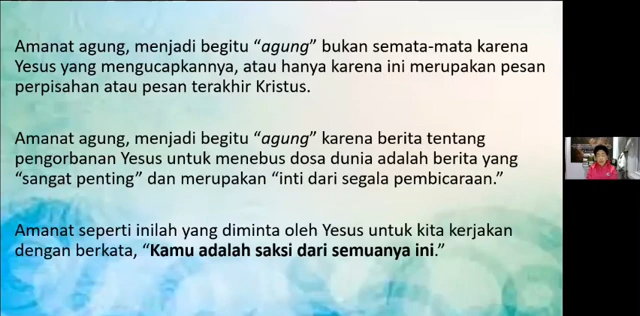 Amanat agung, menjadi begitu “agung” bukan semata-mata karena
Yesus yang mengucapkannya, atau hanya karena ini merupakan pesan
perpisahan atau pesan terakhir Kristus.
Amanat agung, menjadi begitu “agung” karena berita tentang
pengorbanan Yesus untuk menebus dosa dunia adalah berita yang
“sangat penting” dan merupakan “inti dari segala pembicaraan.”
Amanat seperti inilah yang diminta oleh Yesus untuk kita kerjakan
dengan berkata, “Kamu adalah saksi dari semuanya ini.”